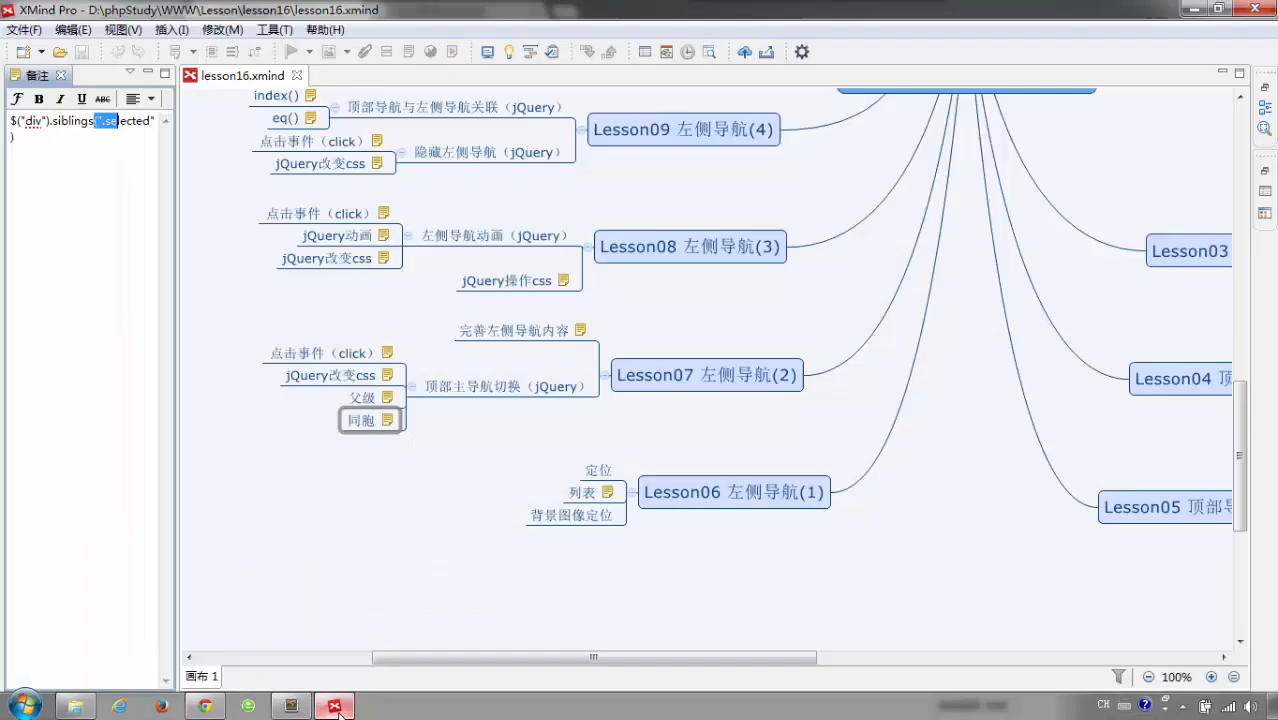 XMind Pro - D:\phpStudy\WWW\Lesson\lesson16\lesson16.xmind
文件(F) 编辑(E) 视图(V) 插入(I) 修改(M) 工具(T) 帮助(H)
备注
lesson16.xmind
B I U ABC
$("div").siblings(".selected"
)
index()
eq()
顶部导航与左侧导航关联（jQuery）
点击事件（click）
jQuery改变css
隐藏左侧导航（jQuery）
Lesson09 左侧导航(4)
点击事件（click）
jQuery动画
jQuery改变css
左侧导航动画（jQuery）
jQuery操作css
Lesson08 左侧导航(3)
完善左侧导航内容
点击事件（click）
jQuery改变css
父级
同胞
顶部主导航切换（jQuery）
Lesson07 左侧导航(2)
定位
列表
背景图像定位
Lesson06 左侧导航(1)
Lesson03
Lesson04
Lesson05 顶部
画布 1
100%
CH